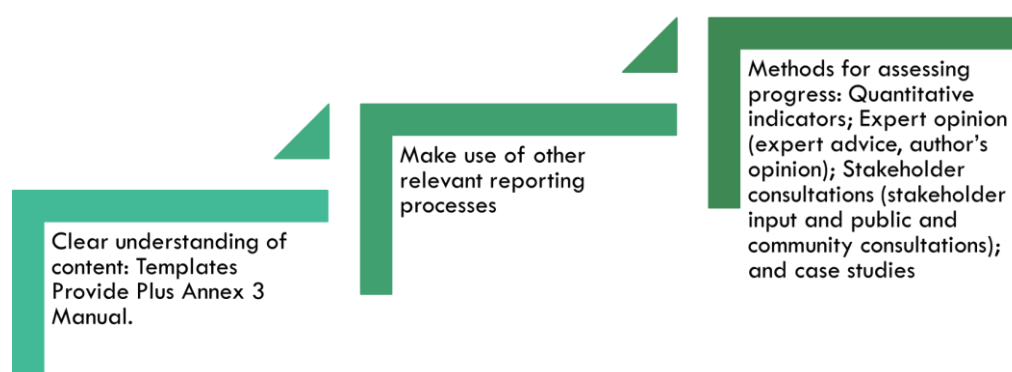 Clear understanding of
content: Templates
Provide Plus Annex 3
Manual.
Make use of other
relevant reporting
processes
Methods for assessing
progress: Quantitative
indicators; Expert opinion
(expert advice, author's
opinion); Stakeholder
consultations (stakeholder
input and public and
community consultations);
and case studies